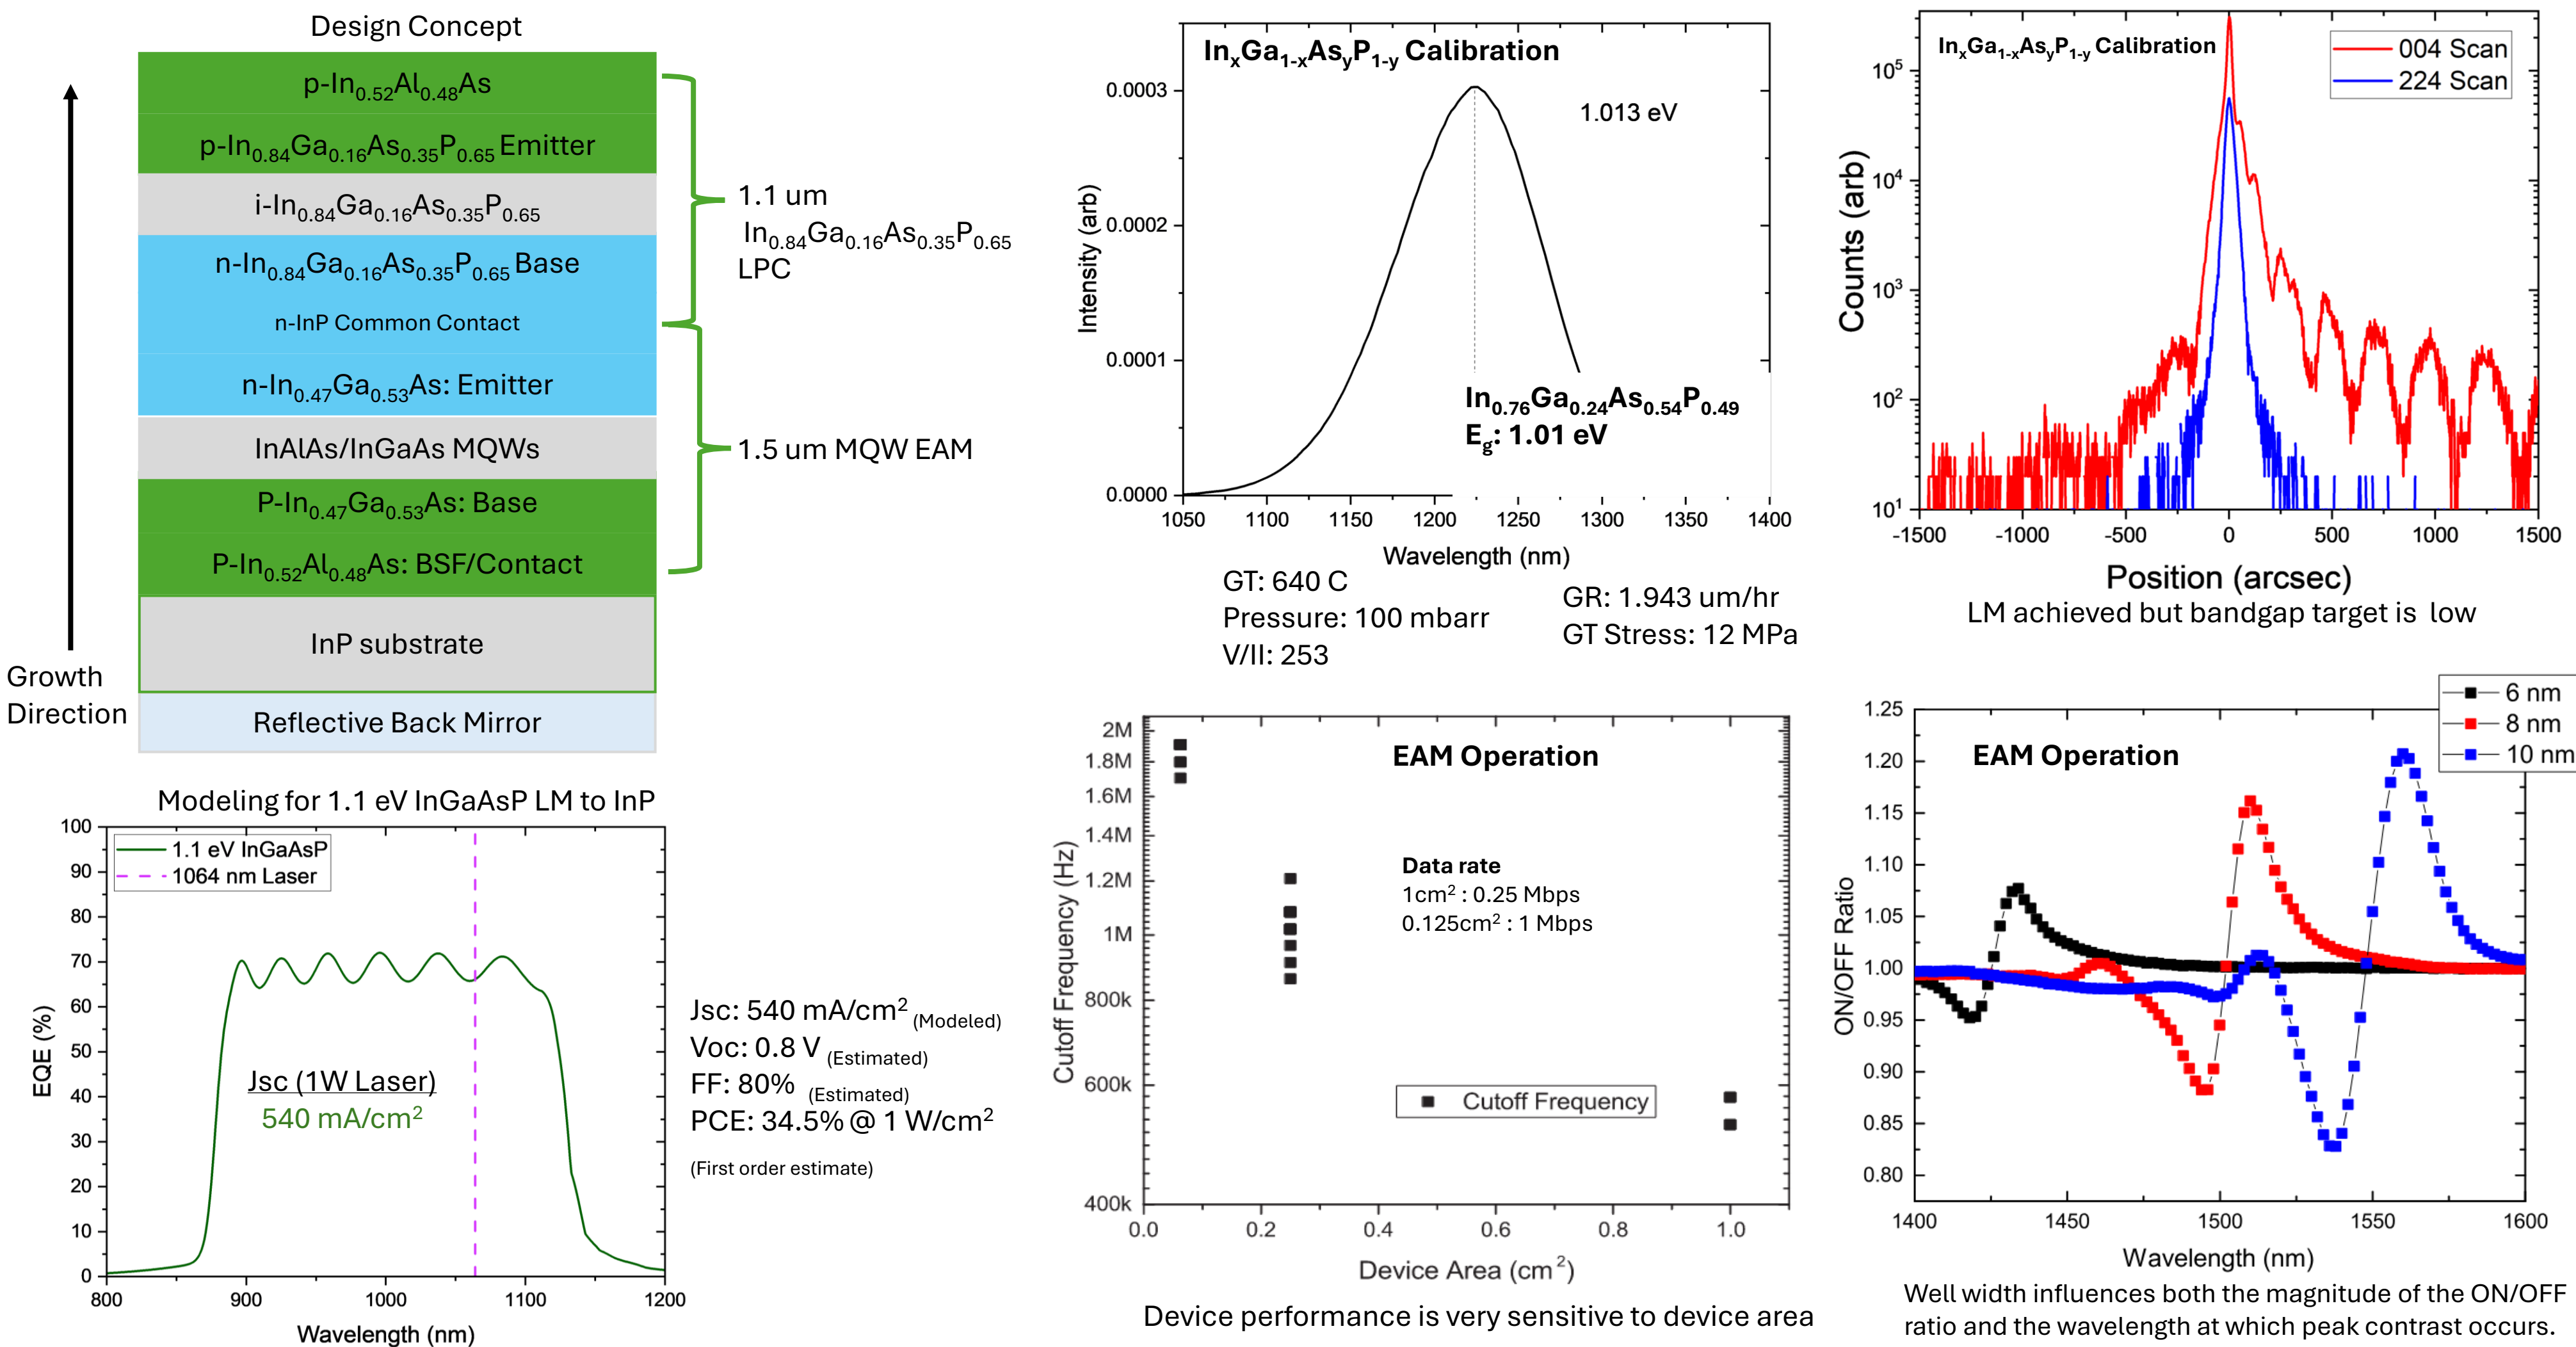 Design Concept
p-In₀.₅₂Al₀.₄₈As
p-In₀.₈₄Ga₀.₁₆As₀.₃₅P₀.₆₅ Emitter
i-In₀.₈₄Ga₀.₁₆As₀.₃₅P₀.₆₅
n-In₀.₈₄Ga₀.₁₆As₀.₃₅P₀.₆₅ Base
n-InP Common Contact
n-In₀.₄₇Ga₀.₅₃As: Emitter
InAlAs/InGaAs MQWs
P-In₀.₄₇Ga₀.₅₃As: Base
P-In₀.₅₂Al₀.₄₈As: BSF/Contact
InP substrate
Reflective Back Mirror
Growth
Direction
1.1 um
In₀.₈₄Ga₀.₁₆As₀.₃₅P₀.₆₅
LPC
1.5 um MQW EAM
InₓGa₁₋ₓAsᵧP₁₋ᵧ Calibration
1.013 eV
In₀.₇₆Ga₀.₂₄As₀.₅₄P₀.₄₉
E_g: 1.01 eV
Intensity (arb)
0.0003
0.0002
0.0001
0.0000
1050 1100 1150 1200 1250 1300 1350 1400
Wavelength (nm)
GT: 640 C
Pressure: 100 mbarr
V/II: 253
GR: 1.943 um/hr
GT Stress: 12 MPa
InₓGa₁₋ₓAsᵧP₁₋ᵧ Calibration
004 Scan
224 Scan
Counts (arb)
10⁵
10⁴
10³
10²
10¹
-1500 -1000 -500 0 500 1000 1500
Position (arcsec)
LM achieved but bandgap target is low
Modeling for 1.1 eV InGaAsP LM to InP
1.1 eV InGaAsP
1064 nm Laser
Jsc (1W Laser)
540 mA/cm²
EQE (%)
100
90
80
70
60
50
40
30
20
10
0
800 900 1000 1100 1200
Wavelength (nm)
Jsc: 540 mA/cm² (Modeled)
Voc: 0.8 V (Estimated)
FF: 80% (Estimated)
PCE: 34.5% @ 1 W/cm²
(First order estimate)
EAM Operation
Data rate
1cm² : 0.25 Mbps
0.125cm² : 1 Mbps
Cutoff Frequency
Cutoff Frequency (Hz)
2M
1.8M
1.6M
1.4M
1.2M
1M
800k
600k
400k
0.0 0.2 0.4 0.6 0.8 1.0
Device Area (cm²)
Device performance is very sensitive to device area
6 nm
8 nm
10 nm
EAM Operation
ON/OFF Ratio
1.25
1.20
1.15
1.10
1.05
1.00
0.95
0.90
0.85
0.80
1400 1450 1500 1550 1600
Wavelength (nm)
Well width influences both the magnitude of the ON/OFF
ratio and the wavelength at which peak contrast occurs.